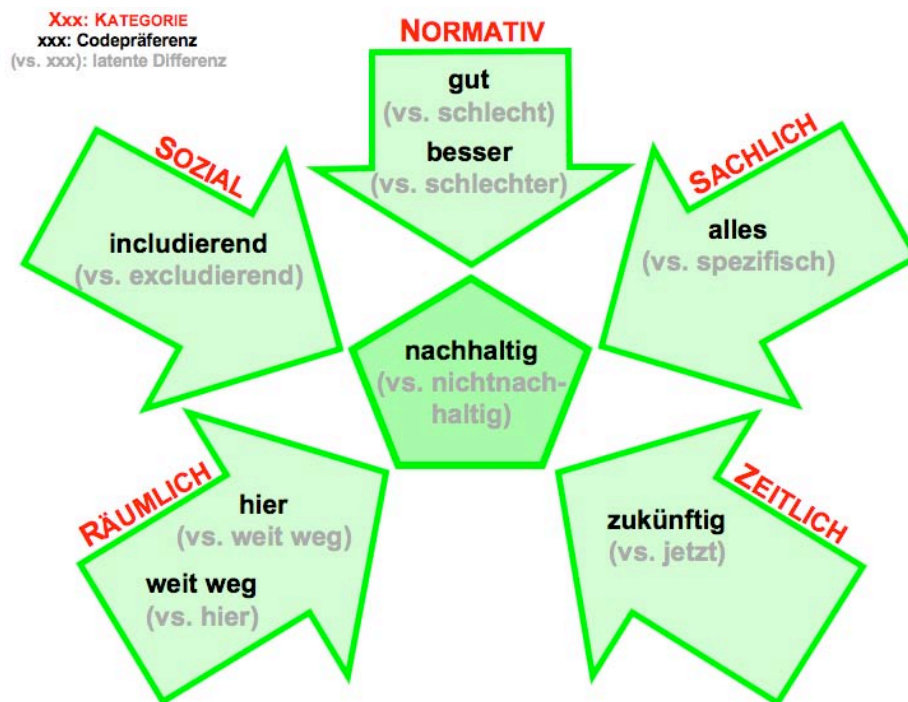 XXX: KATEGORIE
xxx: Codepräferenz
(vs. xxx): latente Differenz
NORMATIV
gut
(vs. schlecht)
besser
(vs. schlechter)
SOZIAL
includierend
(vs. excludierend)
SACHLICH
alles
(vs. spezifisch)
nachhaltig
(vs. nichtnach-
haltig)
RÄUMLICH
hier
(vs. weit weg)
weit weg
(vs. hier)
ZEITLICH
zukünftig
(vs. jetzt)